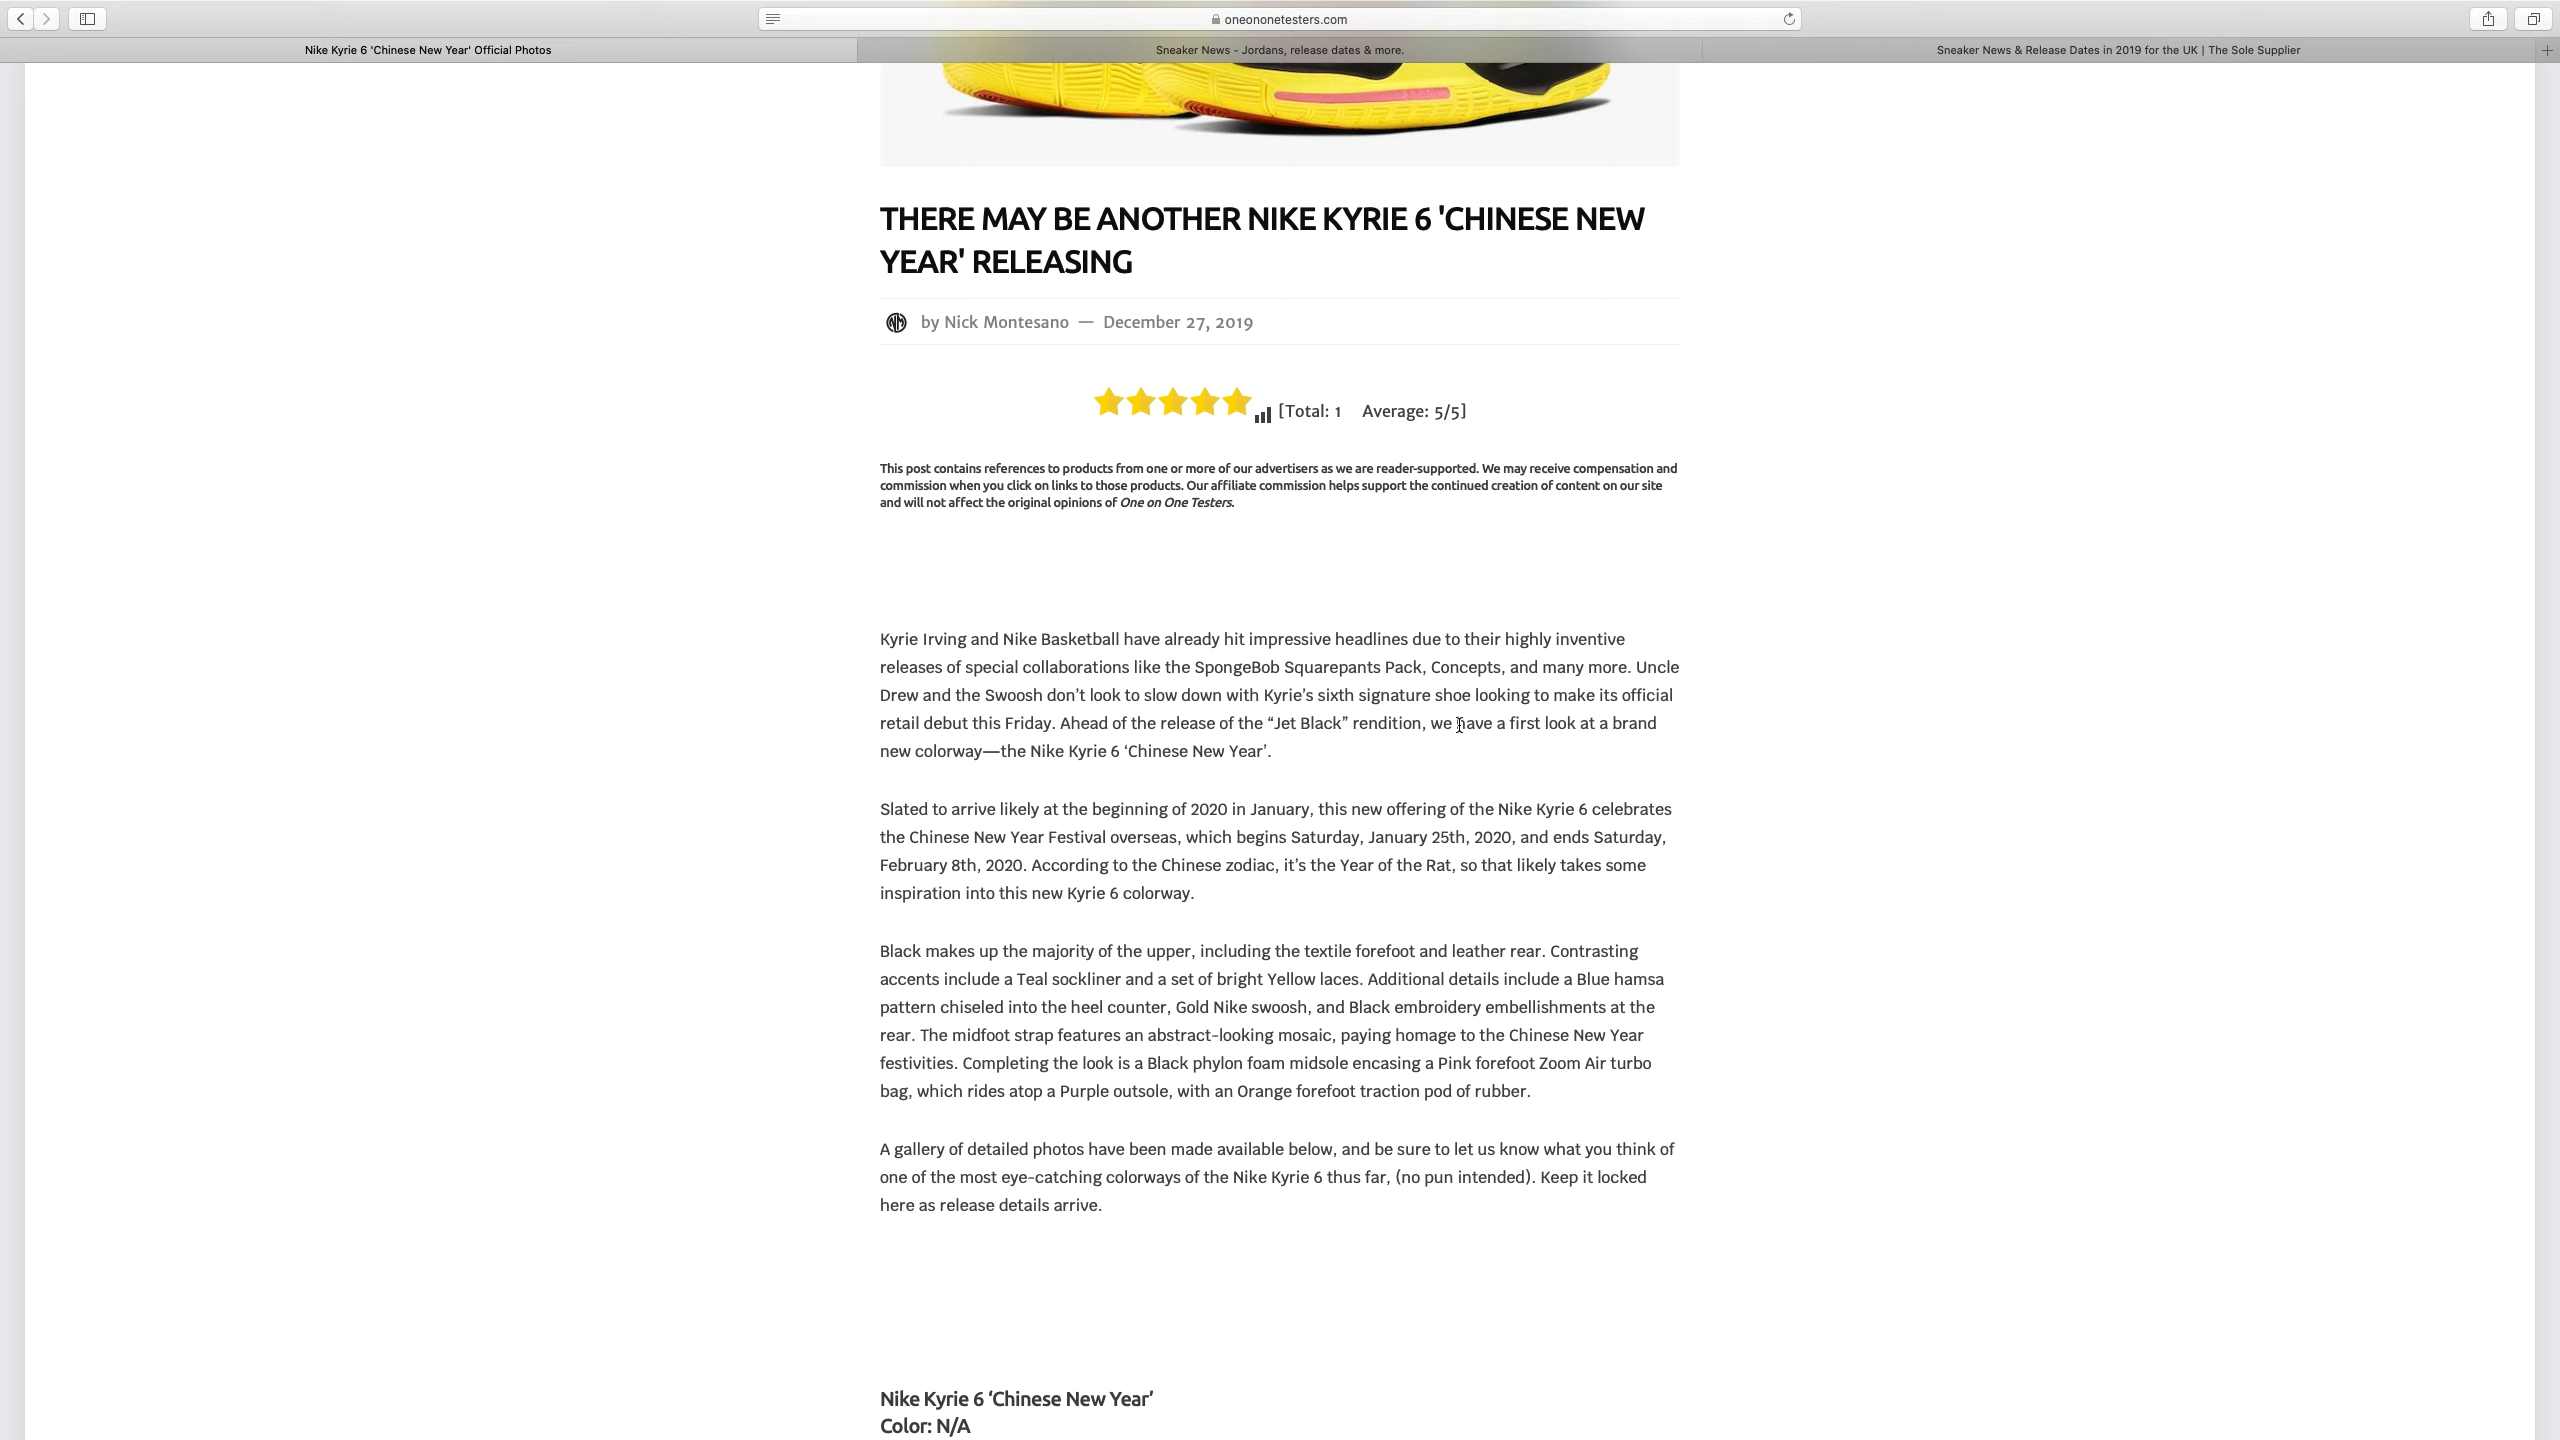 oneononetesters.com
Nike Kyrie 6 'Chinese New Year' Official Photos
Sneaker News - Jordans, release dates & more.
Sneaker News & Release Dates in 2019 for the UK | The Sole Supplier
THERE MAY BE ANOTHER NIKE KYRIE 6 'CHINESE NEW
YEAR' RELEASING
by Nick Montesano — December 27, 2019
[Total: 1 Average: 5/5]
This post contains references to products from one or more of our advertisers as we are reader-supported. We may receive compensation and
commission when you click on links to those products. Our affiliate commission helps support the continued creation of content on our site
and will not affect the original opinions of One on One Testers.
Kyrie Irving and Nike Basketball have already hit impressive headlines due to their highly inventive
releases of special collaborations like the SpongeBob Squarepants Pack, Concepts, and many more. Uncle
Drew and the Swoosh don’t look to slow down with Kyrie’s sixth signature shoe looking to make its official
retail debut this Friday. Ahead of the release of the “Jet Black” rendition, we have a first look at a brand
new colorway—the Nike Kyrie 6 ‘Chinese New Year’.
Slated to arrive likely at the beginning of 2020 in January, this new offering of the Nike Kyrie 6 celebrates
the Chinese New Year Festival overseas, which begins Saturday, January 25th, 2020, and ends Saturday,
February 8th, 2020. According to the Chinese zodiac, it’s the Year of the Rat, so that likely takes some
inspiration into this new Kyrie 6 colorway.
Black makes up the majority of the upper, including the textile forefoot and leather rear. Contrasting
accents include a Teal sockliner and a set of bright Yellow laces. Additional details include a Blue hamsa
pattern chiseled into the heel counter, Gold Nike swoosh, and Black embroidery embellishments at the
rear. The midfoot strap features an abstract-looking mosaic, paying homage to the Chinese New Year
festivities. Completing the look is a Black phylon foam midsole encasing a Pink forefoot Zoom Air turbo
bag, which rides atop a Purple outsole, with an Orange forefoot traction pod of rubber.
A gallery of detailed photos have been made available below, and be sure to let us know what you think of
one of the most eye-catching colorways of the Nike Kyrie 6 thus far, (no pun intended). Keep it locked
here as release details arrive.
Nike Kyrie 6 ‘Chinese New Year’
Color: N/A